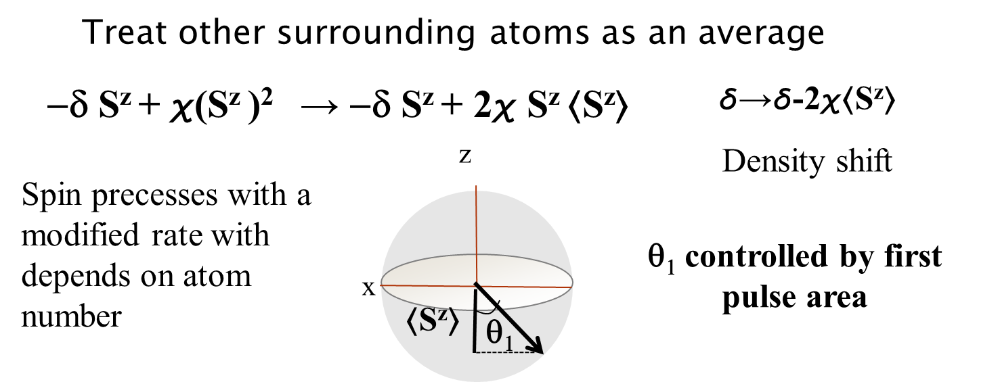 Treat other surrounding atoms as an average
−δ Sᶻ + χ(Sᶻ )² → −δ Sᶻ + 2χ Sᶻ ⟨Sᶻ⟩
δ→δ-2χ⟨Sᶻ⟩
Density shift
Spin precesses with a
modified rate with
depends on atom
number
z
x
⟨Sᶻ⟩
θ₁
θ₁ controlled by first
pulse area